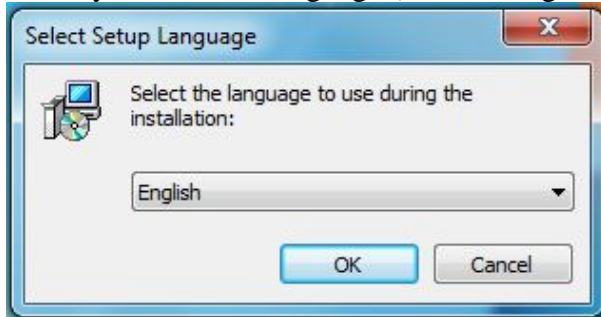 Select Setup Language
Select the language to use during the
installation:
English
OK
Cancel